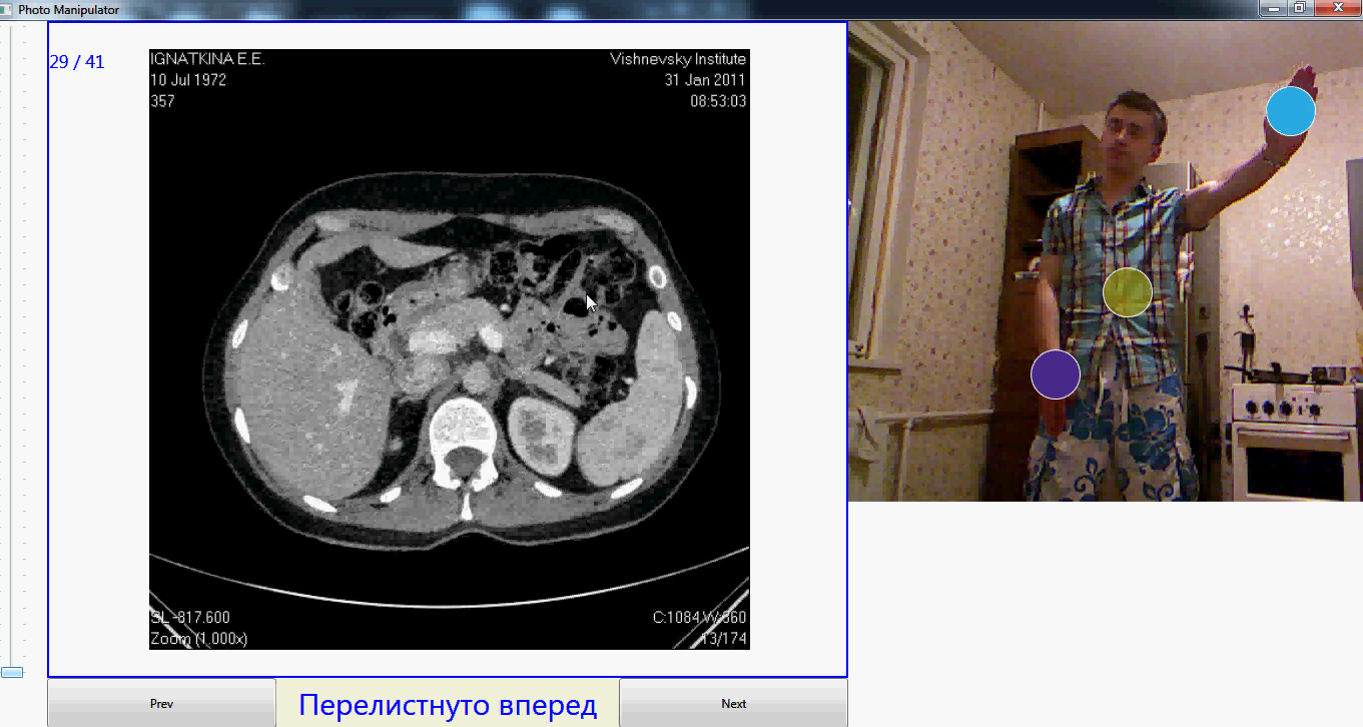 Photo Manipulator
29 / 41
IGNATKINA E.E.
10 Jul 1972
357
Vishnevsky Institute
31 Jan 2011
08:53:03
SL -817.600
Zoom (1.000x)
C:1084 W:660
13/174
Prev
Перелистнуто вперед
Next